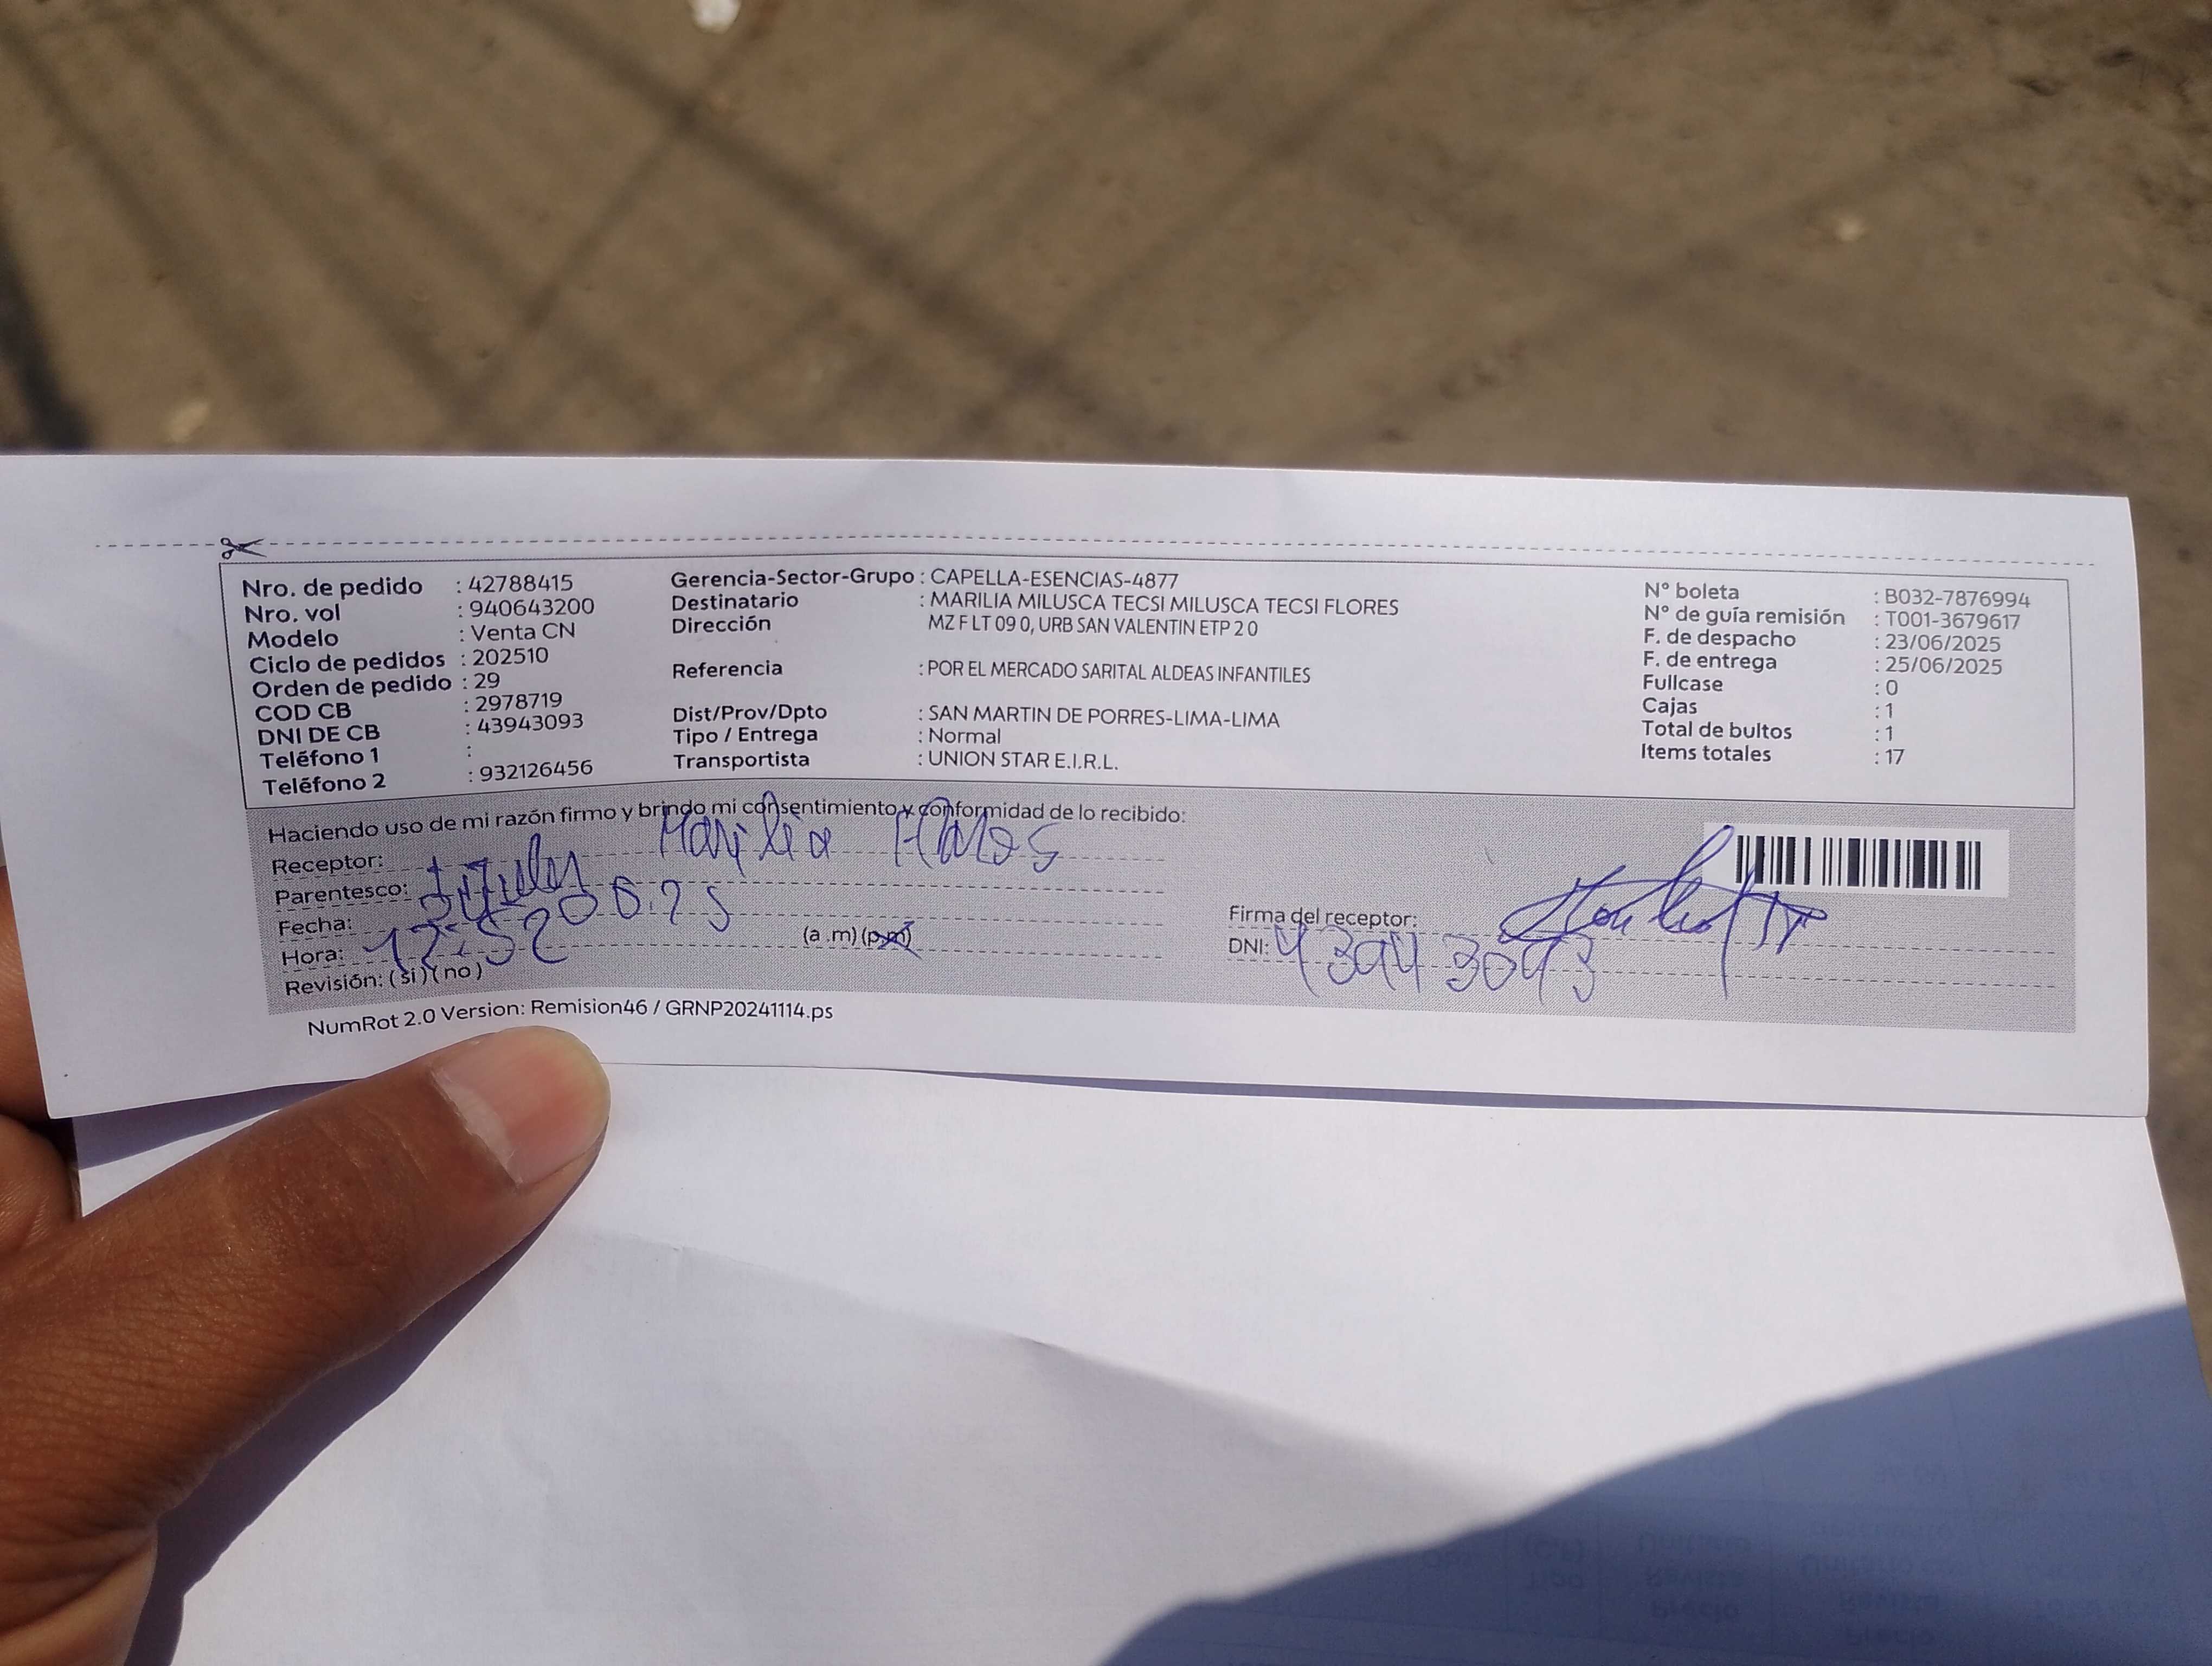 Nro. de pedido : 42788415
Nro. vol : 940643200
Modelo : Venta CN
Ciclo de pedidos : 202510
Orden de pedido : 29
COD CB : 2978719
DNI DE CB : 43943093
Teléfono 1 :
Teléfono 2 : 932126456
Gerencia-Sector-Grupo : CAPELLA-ESENCIAS-4877
Destinatario : MARILIA MILUSCA TECSI MILUSCA TECSI FLORES
Dirección MZ F LT 09 0, URB SAN VALENTIN ETP 2 0
Referencia : POR EL MERCADO SARITAL ALDEAS INFANTILES
Dist/Prov/Dpto : SAN MARTIN DE PORRES-LIMA-LIMA
Tipo / Entrega : Normal
Transportista : UNION STAR E.I.R.L.
Nº boleta : B032-7876994
Nº de guía remisión : T001-3679617
F. de despacho : 23/06/2025
F. de entrega : 25/06/2025
Fullcase : 0
Cajas : 1
Total de bultos : 1
Items totales : 17
Haciendo uso de mi razón firmo y brindo mi consentimiento y conformidad de lo recibido:
Receptor: Marilia
Parentesco:
Fecha:
Hora: 12:52 (a .m) (p.m)
Revisión: ( si ) ( no )
Firma del receptor:
DNI: 43943093
NumRot 2.0 Version: Remision46 / GRNP20241114.ps